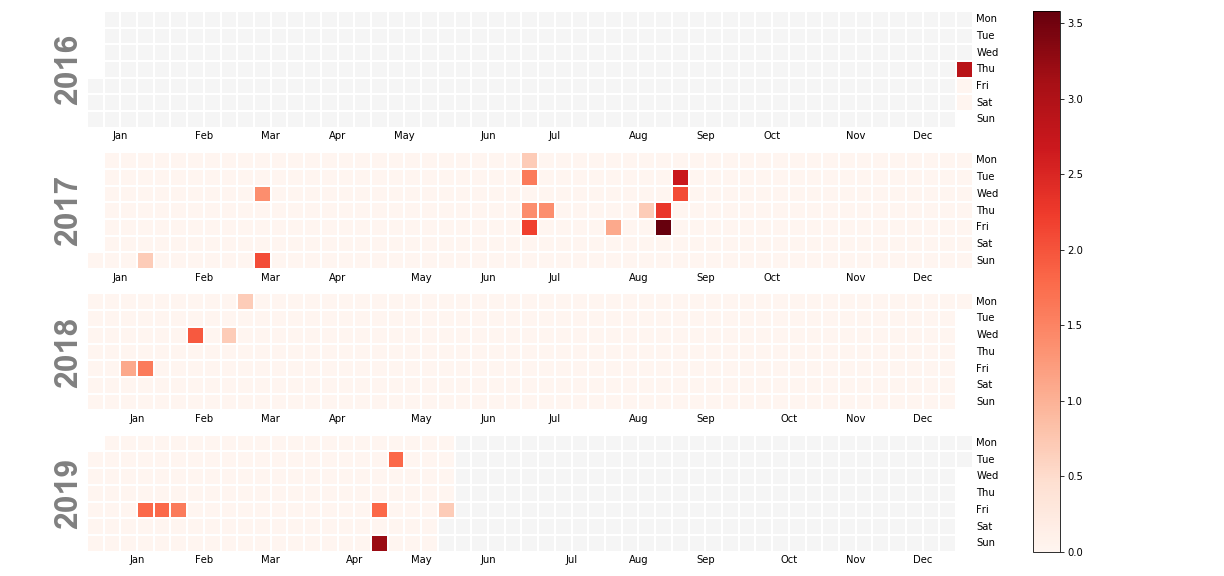 2016
Mon
Tue
Wed
Thu
Fri
Sat
Sun
Jan Feb Mar Apr May Jun Jul Aug Sep Oct Nov Dec
2017
Mon
Tue
Wed
Thu
Fri
Sat
Sun
Jan Feb Mar Apr May Jun Jul Aug Sep Oct Nov Dec
2018
Mon
Tue
Wed
Thu
Fri
Sat
Sun
Jan Feb Mar Apr May Jun Jul Aug Sep Oct Nov Dec
2019
Mon
Tue
Wed
Thu
Fri
Sat
Sun
Jan Feb Mar Apr May Jun Jul Aug Sep Oct Nov Dec
3.5
3.0
2.5
2.0
1.5
1.0
0.5
0.0